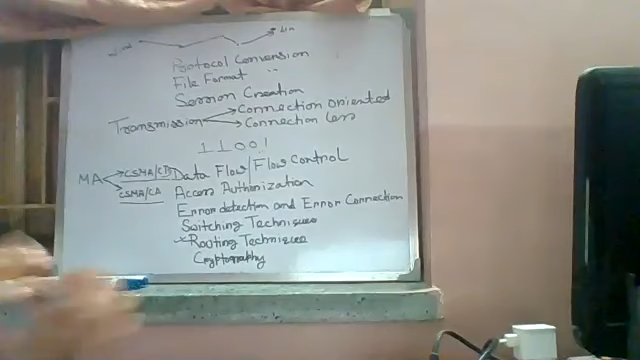 Protocol Conversion
File Format "
Session Creation
Transmission Connection oriented
Connection Less
11001
MA CSMA/CD Data Flow/Flow Control
CSMA/CA Access Authorization
Error detection and Error Connection
Switching Techniques
Routing Techniques
Cryptography